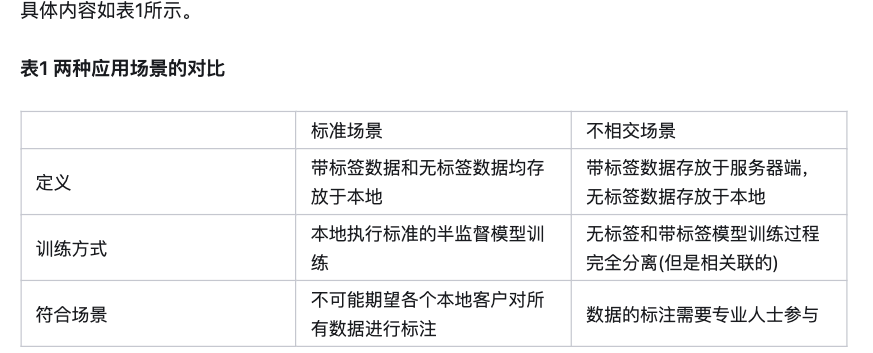 具体内容如表1所示。
表1 两种应用场景的对比
标准场景
不相交场景
定义
带标签数据和无标签数据均存
放于本地
带标签数据存放于服务器端，
无标签数据存放于本地
训练方式
本地执行标准的半监督模型训
练
无标签和带标签模型训练过程
完全分离(但是相关联的)
符合场景
不可能期望各个本地客户对所
有数据进行标注
数据的标注需要专业人士参与